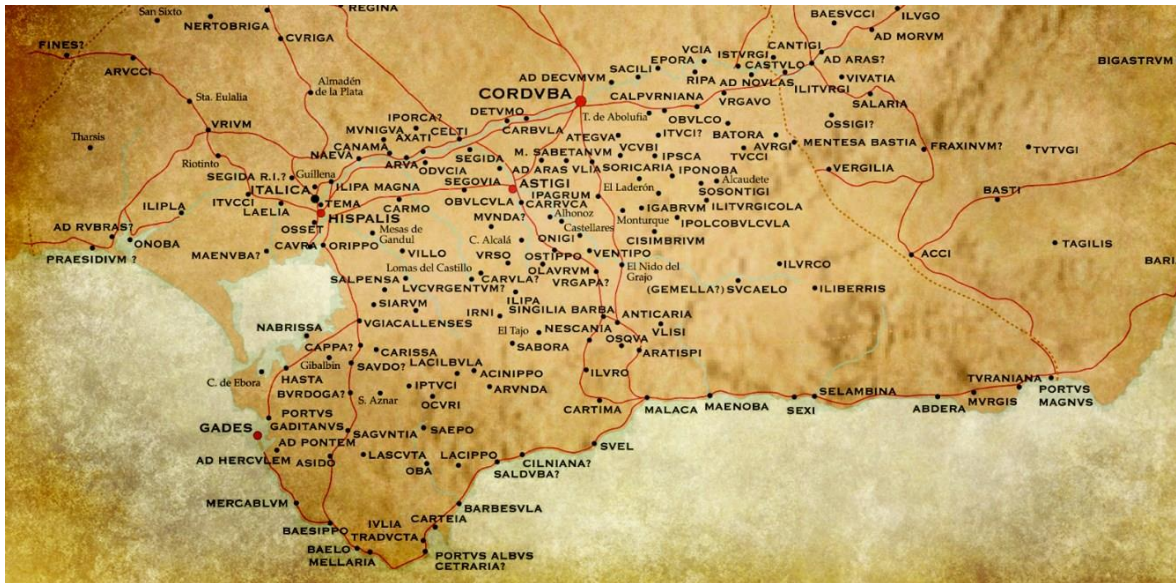 San Sixto
NERTOBRIGA
REGINA
CVRIGA
FINES?
ARVCCI
BAESVCCI
ILVGO
AD MORVM
CANTIGI
ISTVRGI
VCIA
EPORA
SACILI
AD DECVMVM
CASTVLO
AD ARAS?
BIGASTRVM
RIPA
AD NOVLAS
ILITVRGI
VIVATIA
SALARIA
Almadén
de la Plata
Sta. Eulalia
CORDVBA
CALPVRNIANA
VRGAVO
T. de Abolufia
OBVLCO
OSSIGI?
DETVMO
CARBVLA
IPORCA?
MVNIGVA
AXATI
CELTI
VRIVM
Tharsis
ATEGVA
ITVCI?
BATORA
AVRGI
MENTESA BASTIA
FRAXINVM?
TVTVGI
CANAMA
NAEVA
ARVA
ODVCIA
SEGIDA
M. SABETANVM
AD ARAS
VLIA
VCVBI
SORICARIA
IPSCA
TVCCI
VERGILIA
Riotinto
SEGIDA R.I.?
Guillena
ITALICA
ILIPA MAGNA
SEGOVIA
ASTIGI
El Laderón
IPONOBA
Alcaudete
SOSONTIGI
BASTI
ITVCCI
LAELIA
TEMA
HISPALIS
CARMO
OBVLCVLA
IPAGRUM
CARRVCA
IGABRVM
ILITVRGICOLA
ILIPLA
OSSET
Mesas de
Gandul
MVNDA?
Alhonoz
Castellares
Monturque
IPOLCOBVLCVLA
CISIMBRIVM
AD RVBRAS?
ONOBA
PRAESIDIVM ?
MAENVBA?
CAVRA
ORIPPO
VILLO
C. Alcalá
ONIGI
VRSO
OSTIPPO
VENTIPO
TAGILIS
ACCI
BARI
SALPENSA
Lomas del Castillo
CARVLA?
OLAVRVM
El Nido del
Grajo
ILVRCO
LVCVRGENTVM?
VRGAPA?
(GEMELLA?)
SVCAELO
ILIBERRIS
SIARVM
ILIPA
IRNI
SINGILIA BARBA
ANTICARIA
NABRISSA
VGIACALLENSES
El Tajo
NESCANIA
VLISI
OSQVA
CAPPA?
CARISSA
SABORA
ARATISPI
Gibalbin
SAVDO?
LACILBVLA
ACINIPPO
C. de Ebora
HASTA
IPTVCI
ARVNDA
ILVRO
BVRDOGA?
S. Aznar
OCVRI
TVRANIANA
PORTVS
MAGNVS
SELAMBINA
CARTIMA
MALACA
MAENOBA
SEXI
ABDERA
MVRGIS
PORTVS
GADITANVS
GADES
SAGVNTIA
SAEPO
AD PONTEM
SVEL
AD HERCVLEM
ASIDO
LASCVTA
OBA
LACIPPO
CILNIANA?
SALDVBA?
MERCABLVM
BARBESVLA
BAESIPPO
IVLIA
TRADVCTA
CARTEIA
BAELO
MELLARIA
PORTVS ALBVS
CETRARIA?